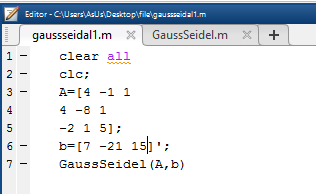 Editor - C:\Users\AsUs\Desktop\file\gaussseidal1.m
gaussseidal1.m × GaussSeidel.m ×
1 - clear all
2 - clc;
3 - A=[4 -1 1
4 4 -8 1
5 -2 1 5];
6 - b=[7 -21 15]';
7 - GaussSeidel(A,b)